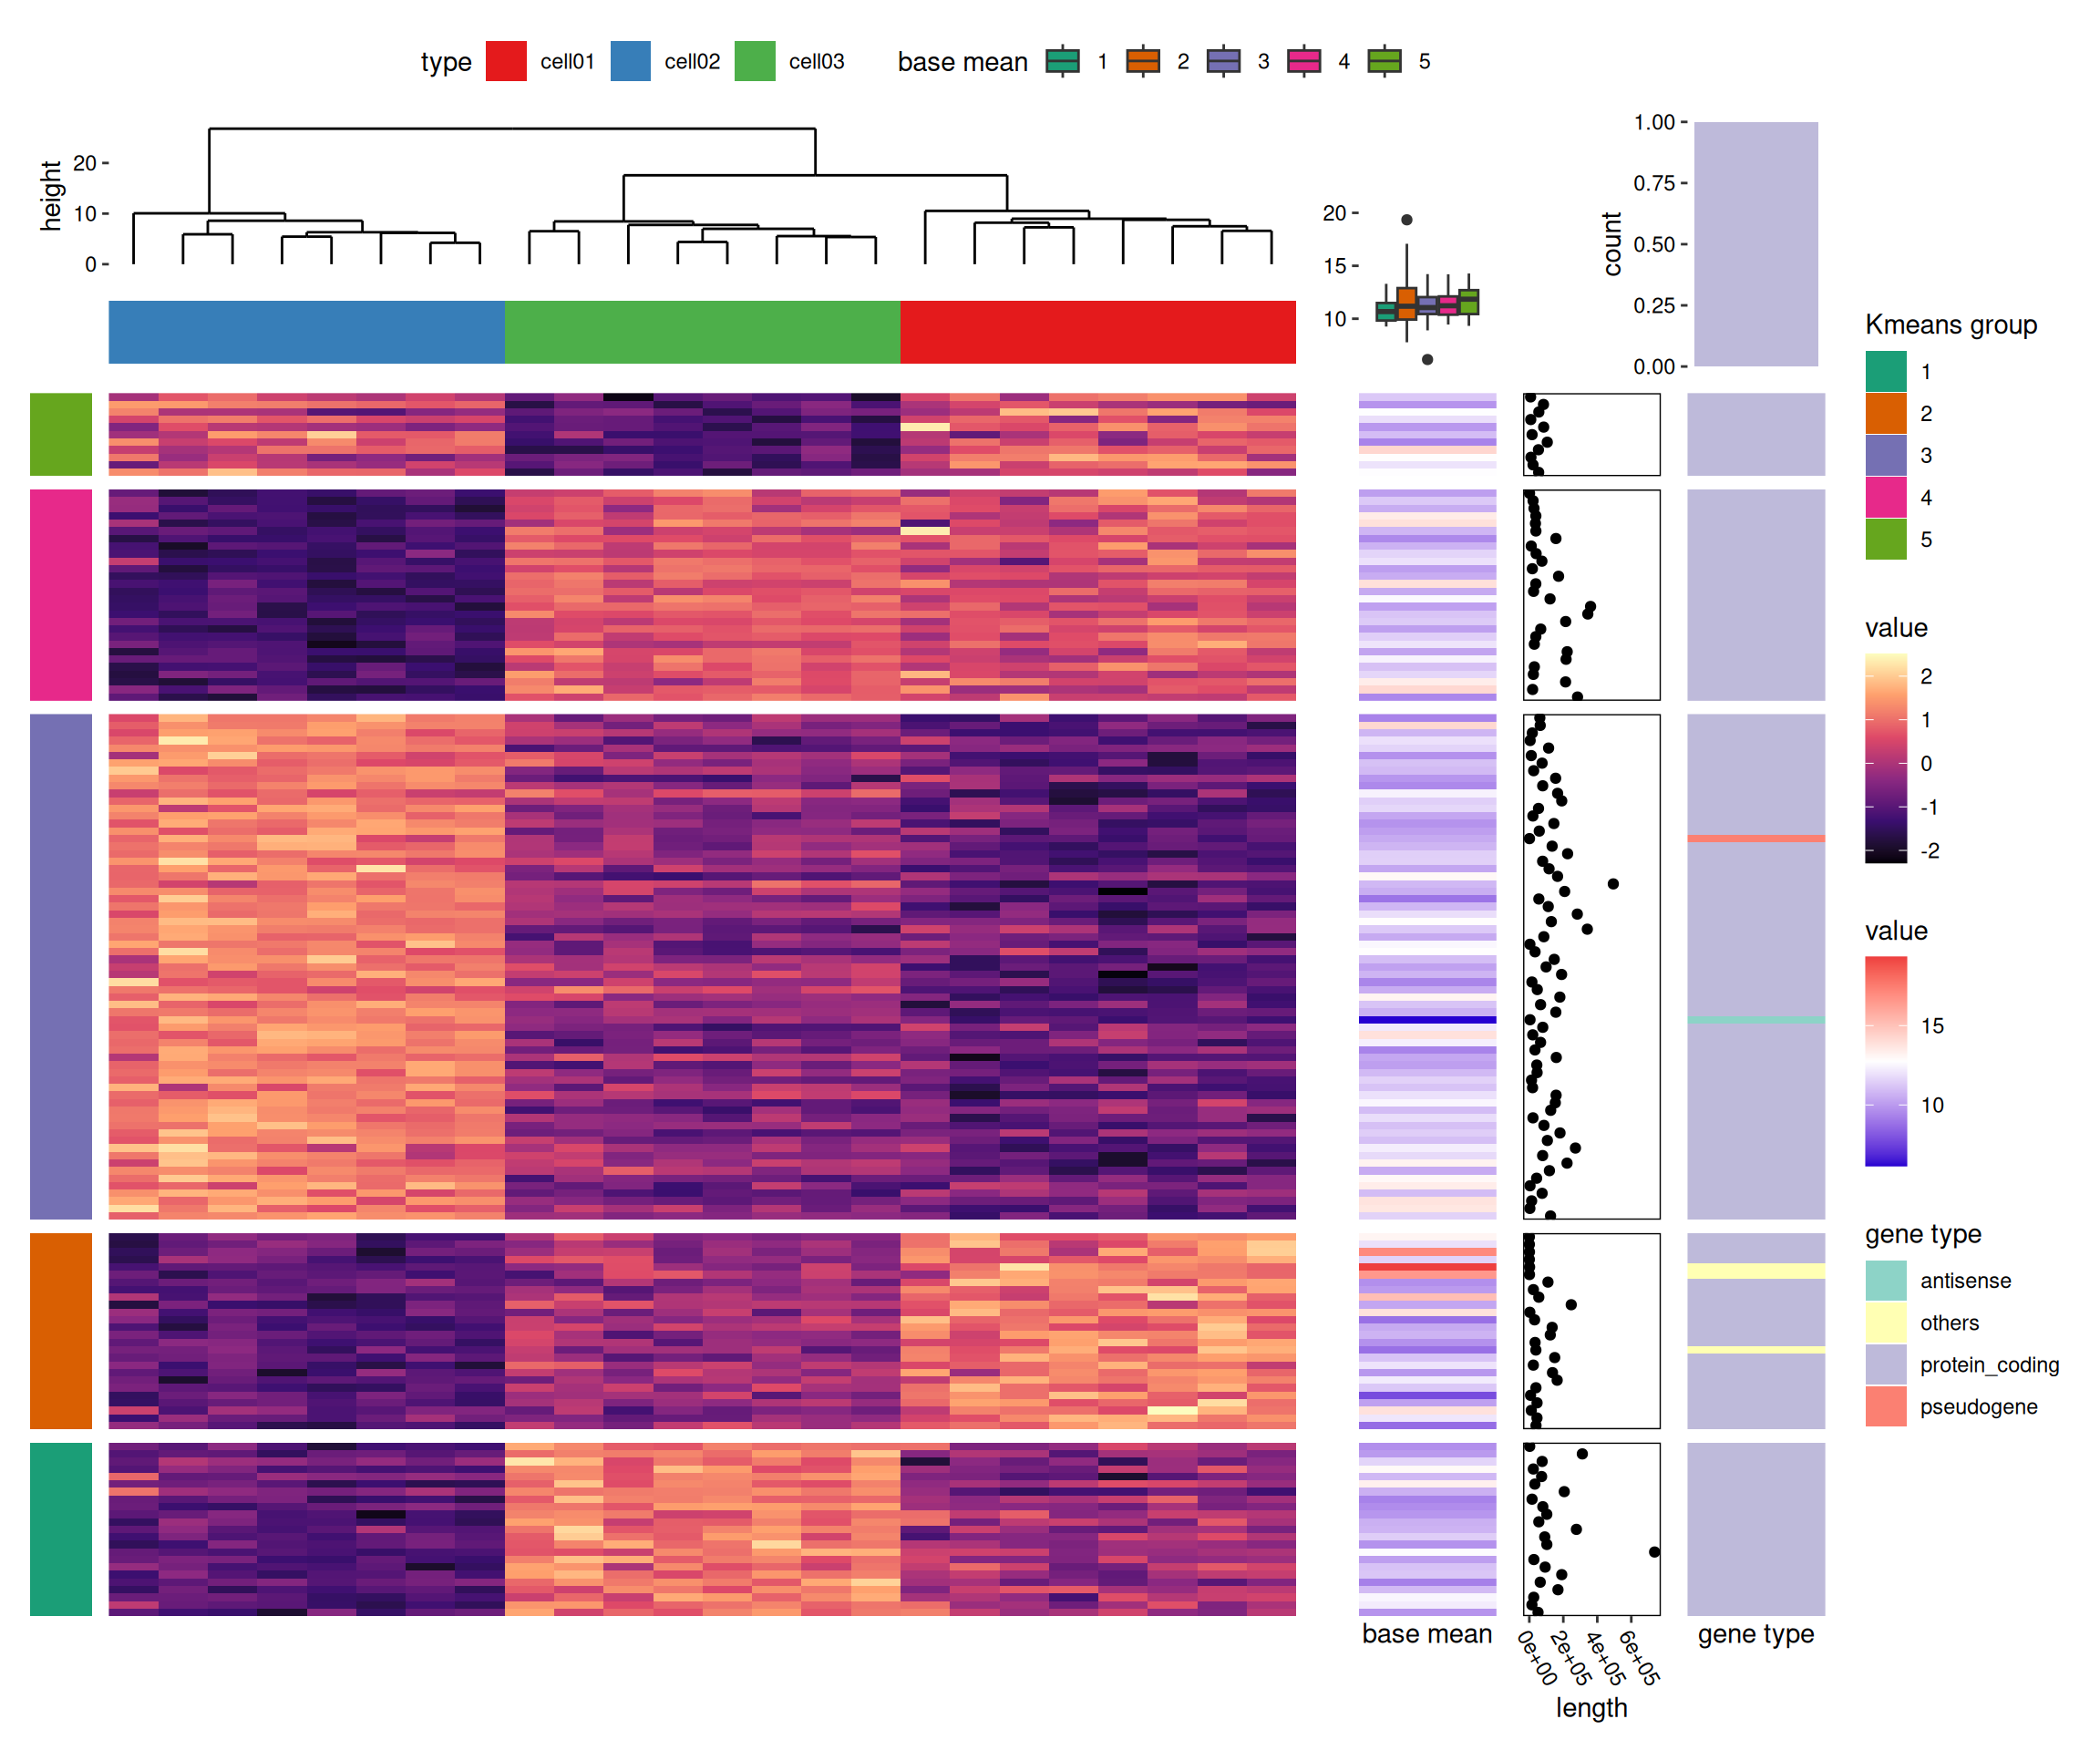 type cell01 cell02 cell03 base mean 1 2 3 4 5
height
20
10
0
20
15
10
count
1.00
0.75
0.50
0.25
0.00
Kmeans group
1
2
3
4
5
value
2
1
0
-1
-2
value
15
10
gene type
antisense
others
protein_coding
pseudogene
base mean
0e+00 2e+05 4e+05 6e+05
length
gene type